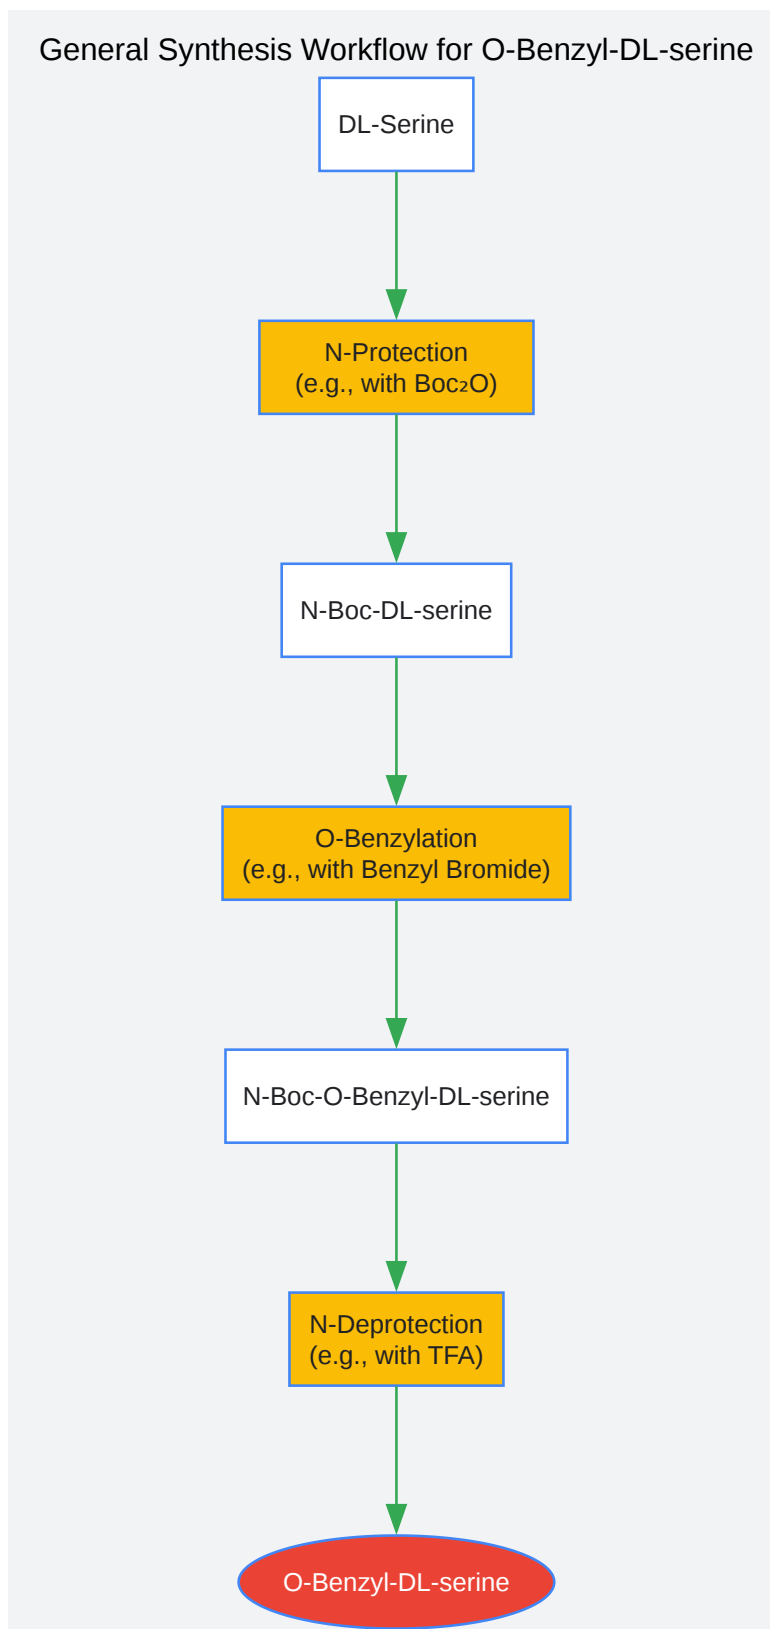 General Synthesis Workflow for O-Benzyl-DL-serine
DL-Serine
N-Protection
(e.g., with Boc₂O)
N-Boc-DL-serine
O-Benzylation
(e.g., with Benzyl Bromide)
N-Boc-O-Benzyl-DL-serine
N-Deprotection
(e.g., with TFA)
O-Benzyl-DL-serine